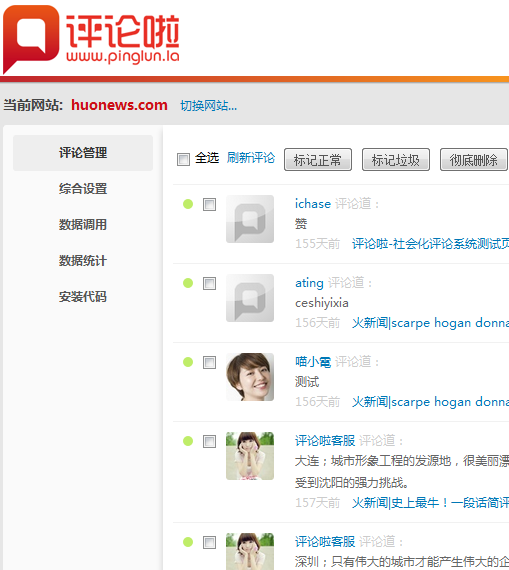 评论啦
www.pinglun.la
当前网站: huonews.com 切换网站...
评论管理
综合设置
数据调用
数据统计
安装代码
全选 刷新评论 标记正常 标记垃圾 彻底删除
ichase 评论道：
赞
155天前 评论啦-社会化评论系统测试页
ating 评论道：
ceshiyixia
156天前 火新闻|scarpe hogan donna
喵小電 评论道：
测试
156天前 火新闻|scarpe hogan donna
评论啦客服 评论道：
大连；城市形象工程的发源地，很美丽漂
受到沈阳的强力挑战。
157天前 火新闻|史上最牛！一段话简评
评论啦客服 评论道：
深圳；只有伟大的城市才能产生伟大的企